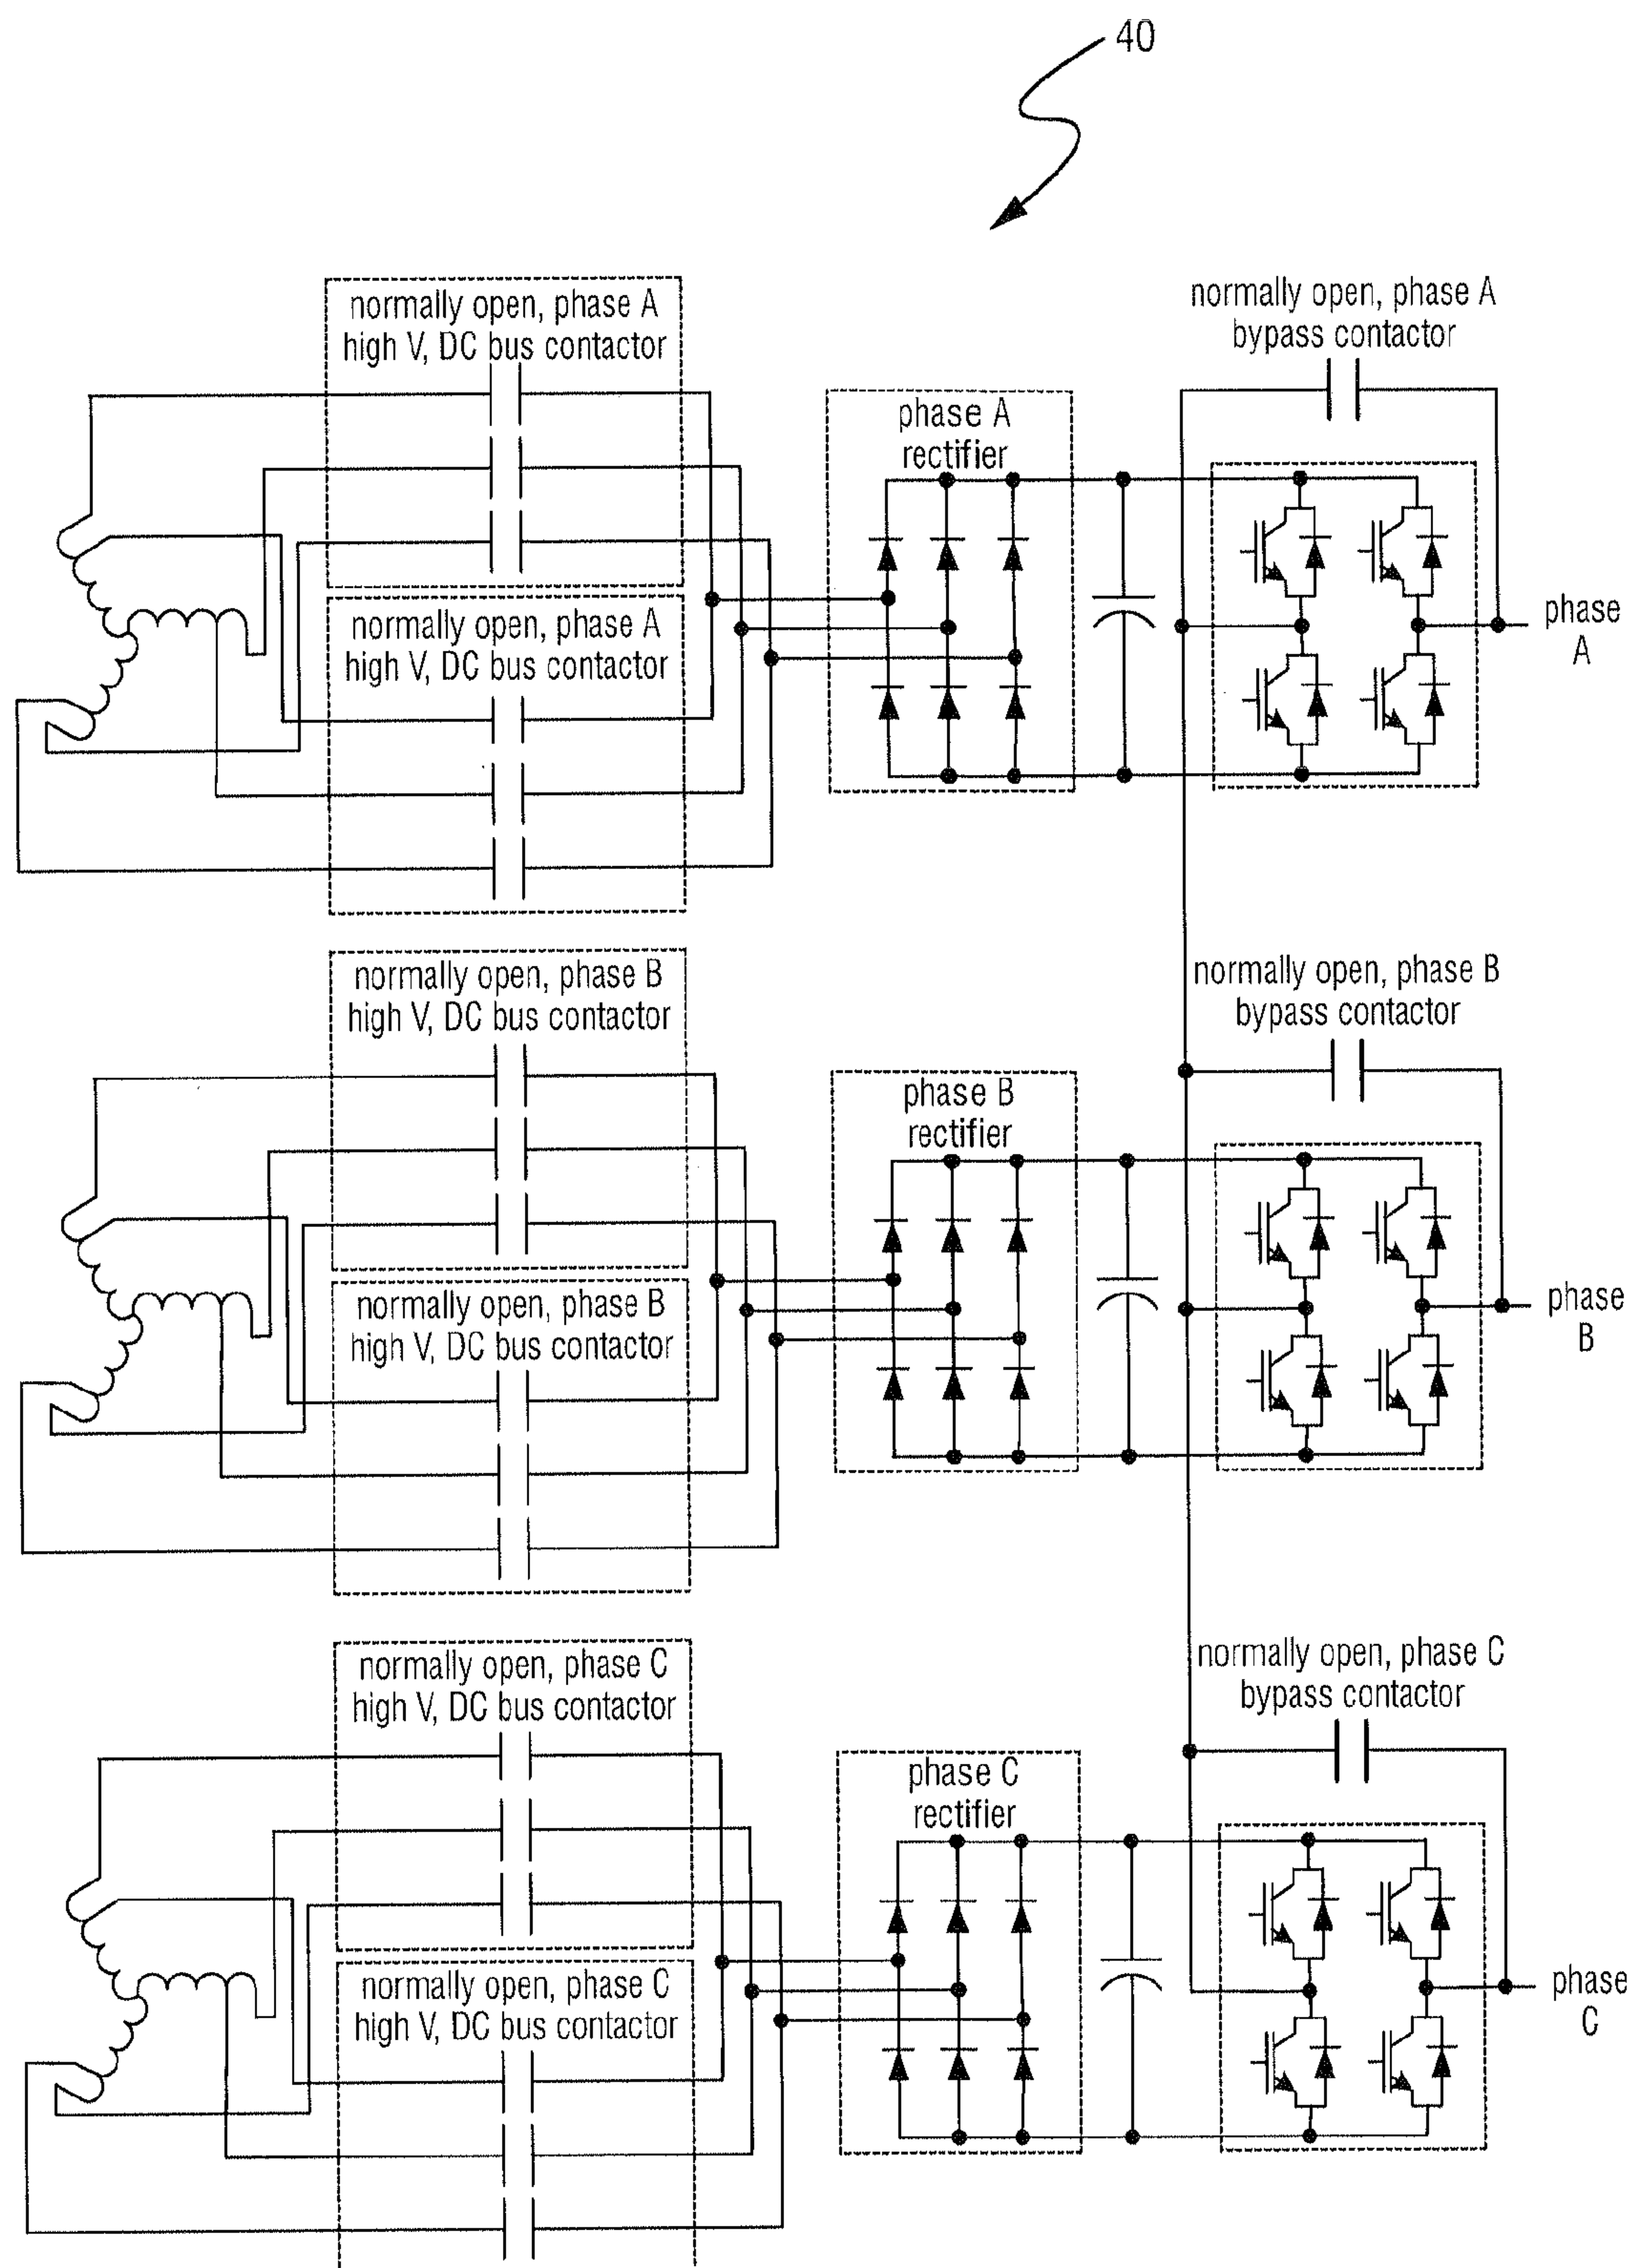 40
normally open, phase A
high V, DC bus contactor
normally open, phase A
bypass contactor
phase A
rectifier
normally open, phase A
high V, DC bus contactor
phase
A
normally open, phase B
high V, DC bus contactor
normally open, phase B
bypass contactor
phase B
rectifier
normally open, phase B
high V, DC bus contactor
phase
B
normally open, phase C
high V, DC bus contactor
normally open, phase C
bypass contactor
phase C
rectifier
normally open, phase C
high V, DC bus contactor
phase
C